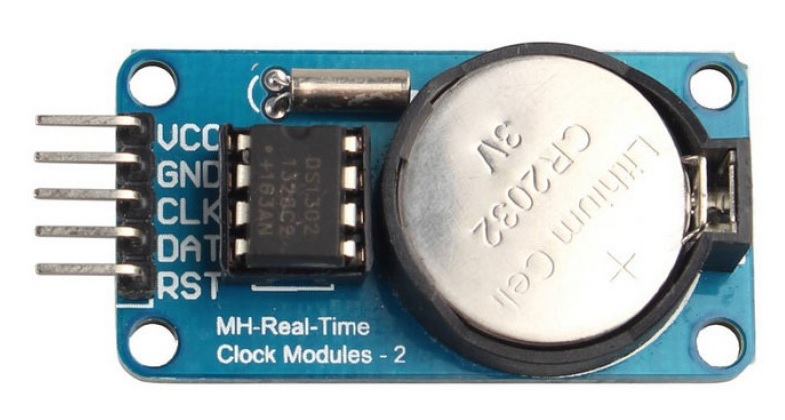 VCC
GND
CLK
DAT
RST
DS1302
1328C2
+163AN
MH-Real-Time
Clock Modules - 2
Lithium Cell
CR2032
3V
+